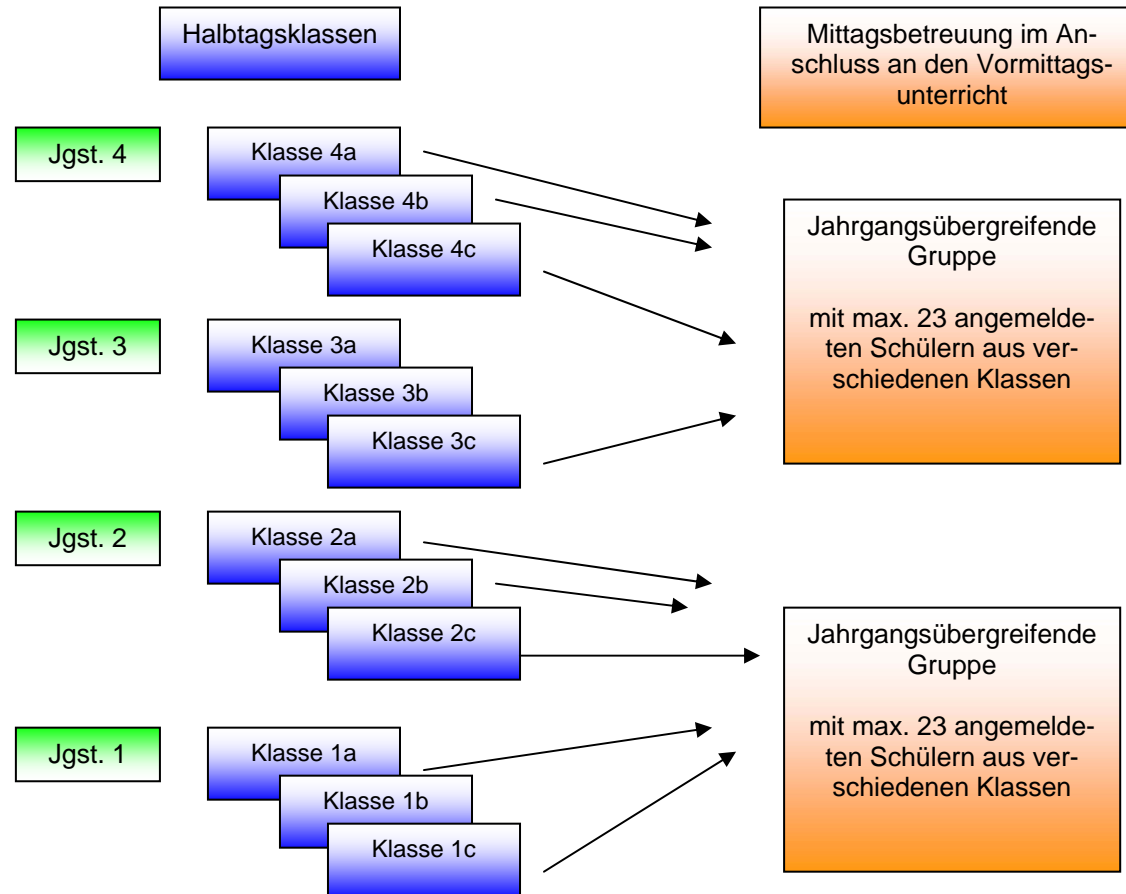 Halbtagsklassen
Mittagsbetreuung im An-
schluss an den Vormittags-
unterricht
Jgst. 4
Klasse 4a
Klasse 4b
Klasse 4c
Jahrgangsübergreifende
Gruppe
mit max. 23 angemelde-
ten Schülern aus ver-
schiedenen Klassen
Jgst. 3
Klasse 3a
Klasse 3b
Klasse 3c
Jgst. 2
Klasse 2a
Klasse 2b
Klasse 2c
Jahrgangsübergreifende
Gruppe
mit max. 23 angemelde-
ten Schülern aus ver-
schiedenen Klassen
Jgst. 1
Klasse 1a
Klasse 1b
Klasse 1c